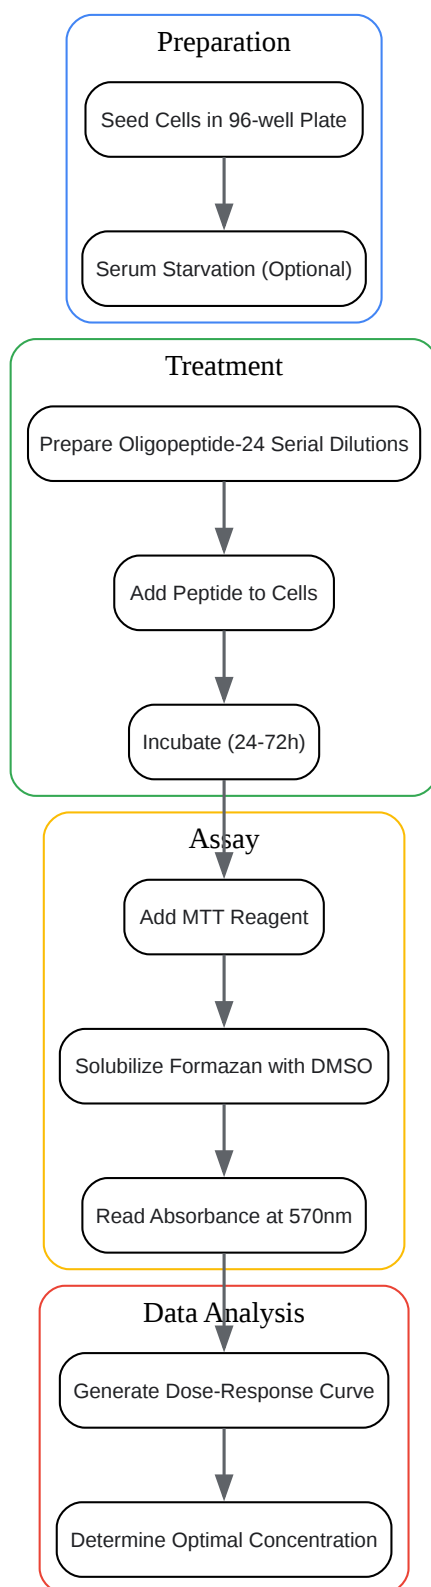 Preparation
Seed Cells in 96-well Plate
Serum Starvation (Optional)
Treatment
Prepare Oligopeptide-24 Serial Dilutions
Add Peptide to Cells
Incubate (24-72h)
Assay
Add MTT Reagent
Solubilize Formazan with DMSO
Read Absorbance at 570nm
Data Analysis
Generate Dose-Response Curve
Determine Optimal Concentration